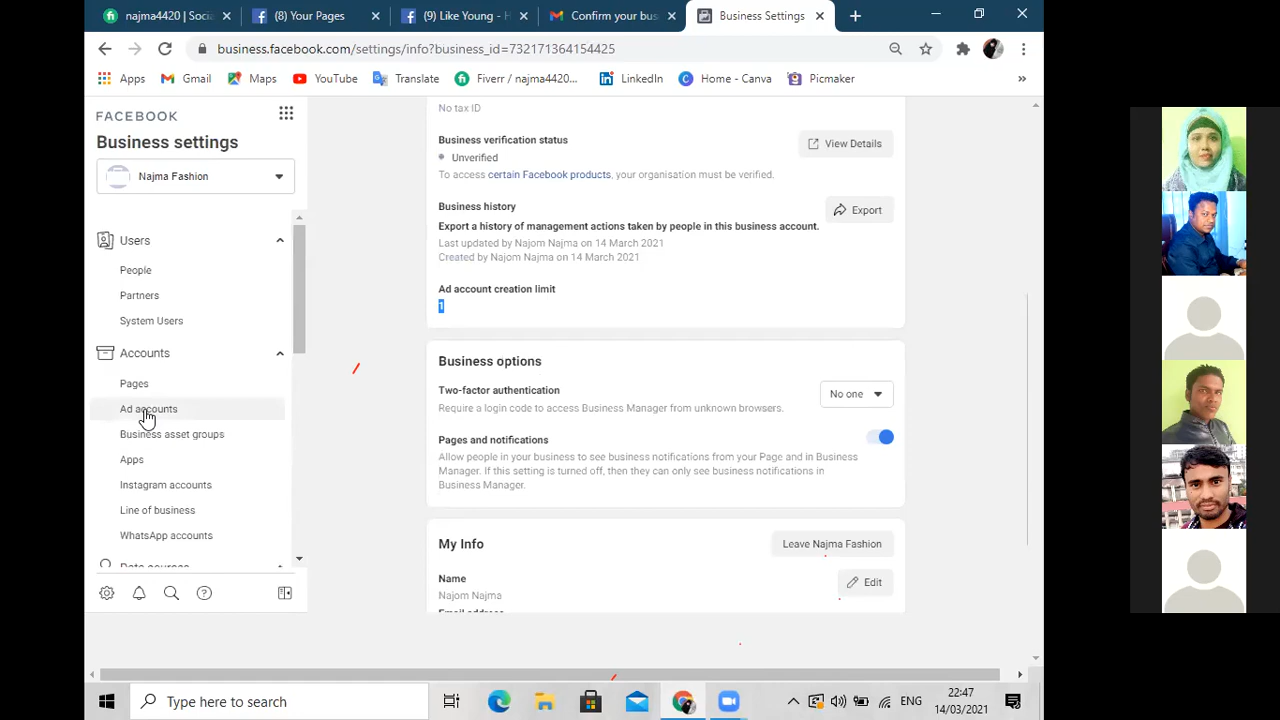 najma4420 | Socia
(8) Your Pages
(9) Like Young - H
Confirm your bus
Business Settings
business.facebook.com/settings/info?business_id=732171364154425
Apps
Gmail
Maps
YouTube
Translate
Fiverr / najma4420...
LinkedIn
Home - Canva
Picmaker
FACEBOOK
Business settings
Najma Fashion
Users
People
Partners
System Users
Accounts
Pages
Ad accounts
Business asset groups
Apps
Instagram accounts
Line of business
WhatsApp accounts
No tax ID
Business verification status
View Details
Unverified
To access certain Facebook products, your organisation must be verified.
Business history
Export
Export a history of management actions taken by people in this business account.
Last updated by Najom Najma on 14 March 2021
Created by Najom Najma on 14 March 2021
Ad account creation limit
1
Business options
Two-factor authentication
No one
Require a login code to access Business Manager from unknown browsers.
Pages and notifications
Allow people in your business to see business notifications from your Page and in Business
Manager. If this setting is turned off, then they can only see business notifications in
Business Manager.
My Info
Leave Najma Fashion
Name
Edit
Najom Najma
Email address
Type here to search
ENG
22:47
14/03/2021